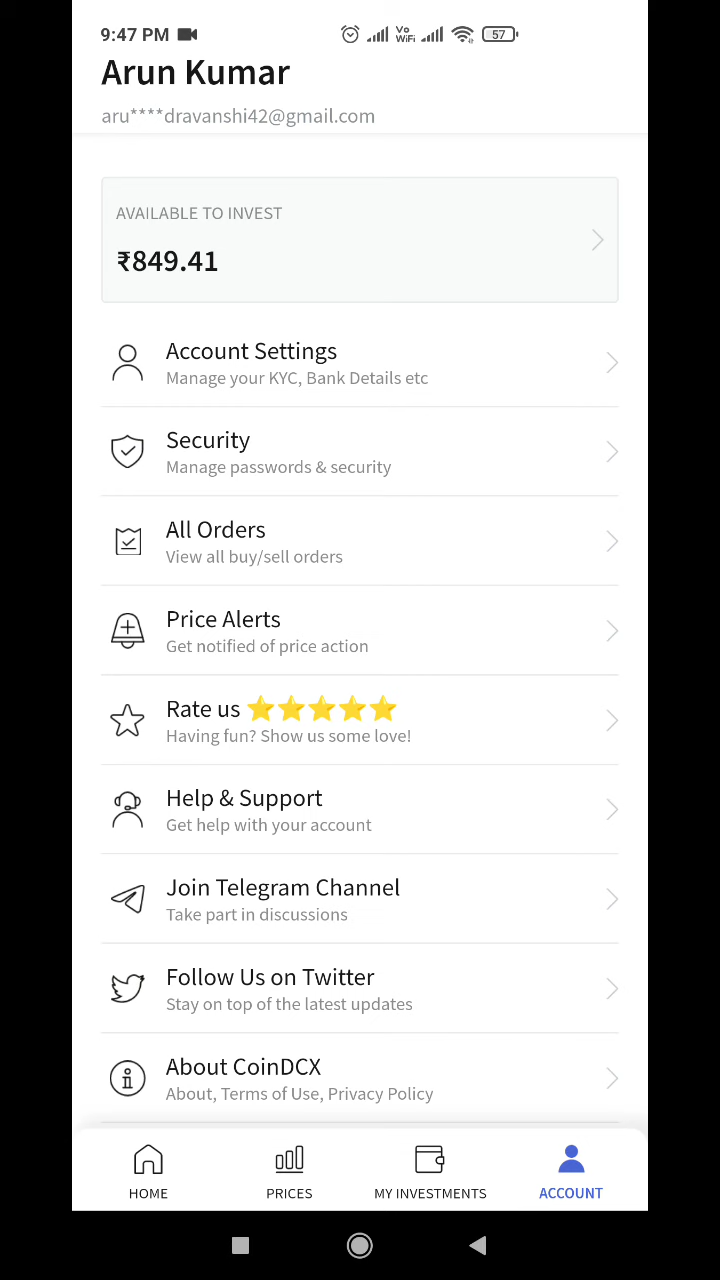 9:47 PM Vo WiFi 57
Arun Kumar
aru****dravanshi42@gmail.com
AVAILABLE TO INVEST
₹849.41
Account Settings
Manage your KYC, Bank Details etc
Security
Manage passwords & security
All Orders
View all buy/sell orders
Price Alerts
Get notified of price action
Rate us ⭐⭐⭐⭐⭐
Having fun? Show us some love!
Help & Support
Get help with your account
Join Telegram Channel
Take part in discussions
Follow Us on Twitter
Stay on top of the latest updates
About CoinDCX
About, Terms of Use, Privacy Policy
HOME PRICES MY INVESTMENTS ACCOUNT